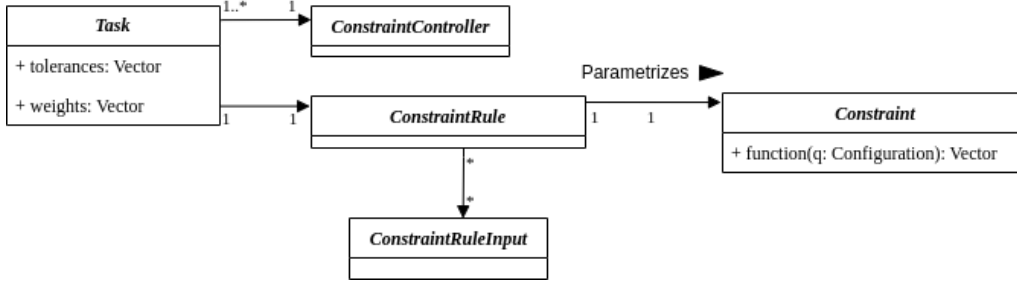 Task
+ tolerances: Vector
+ weights: Vector
1..*
1
ConstraintController
1
1
ConstraintRule
Parametrizes
1
1
Constraint
+ function(q: Configuration): Vector
*
*
ConstraintRuleInput